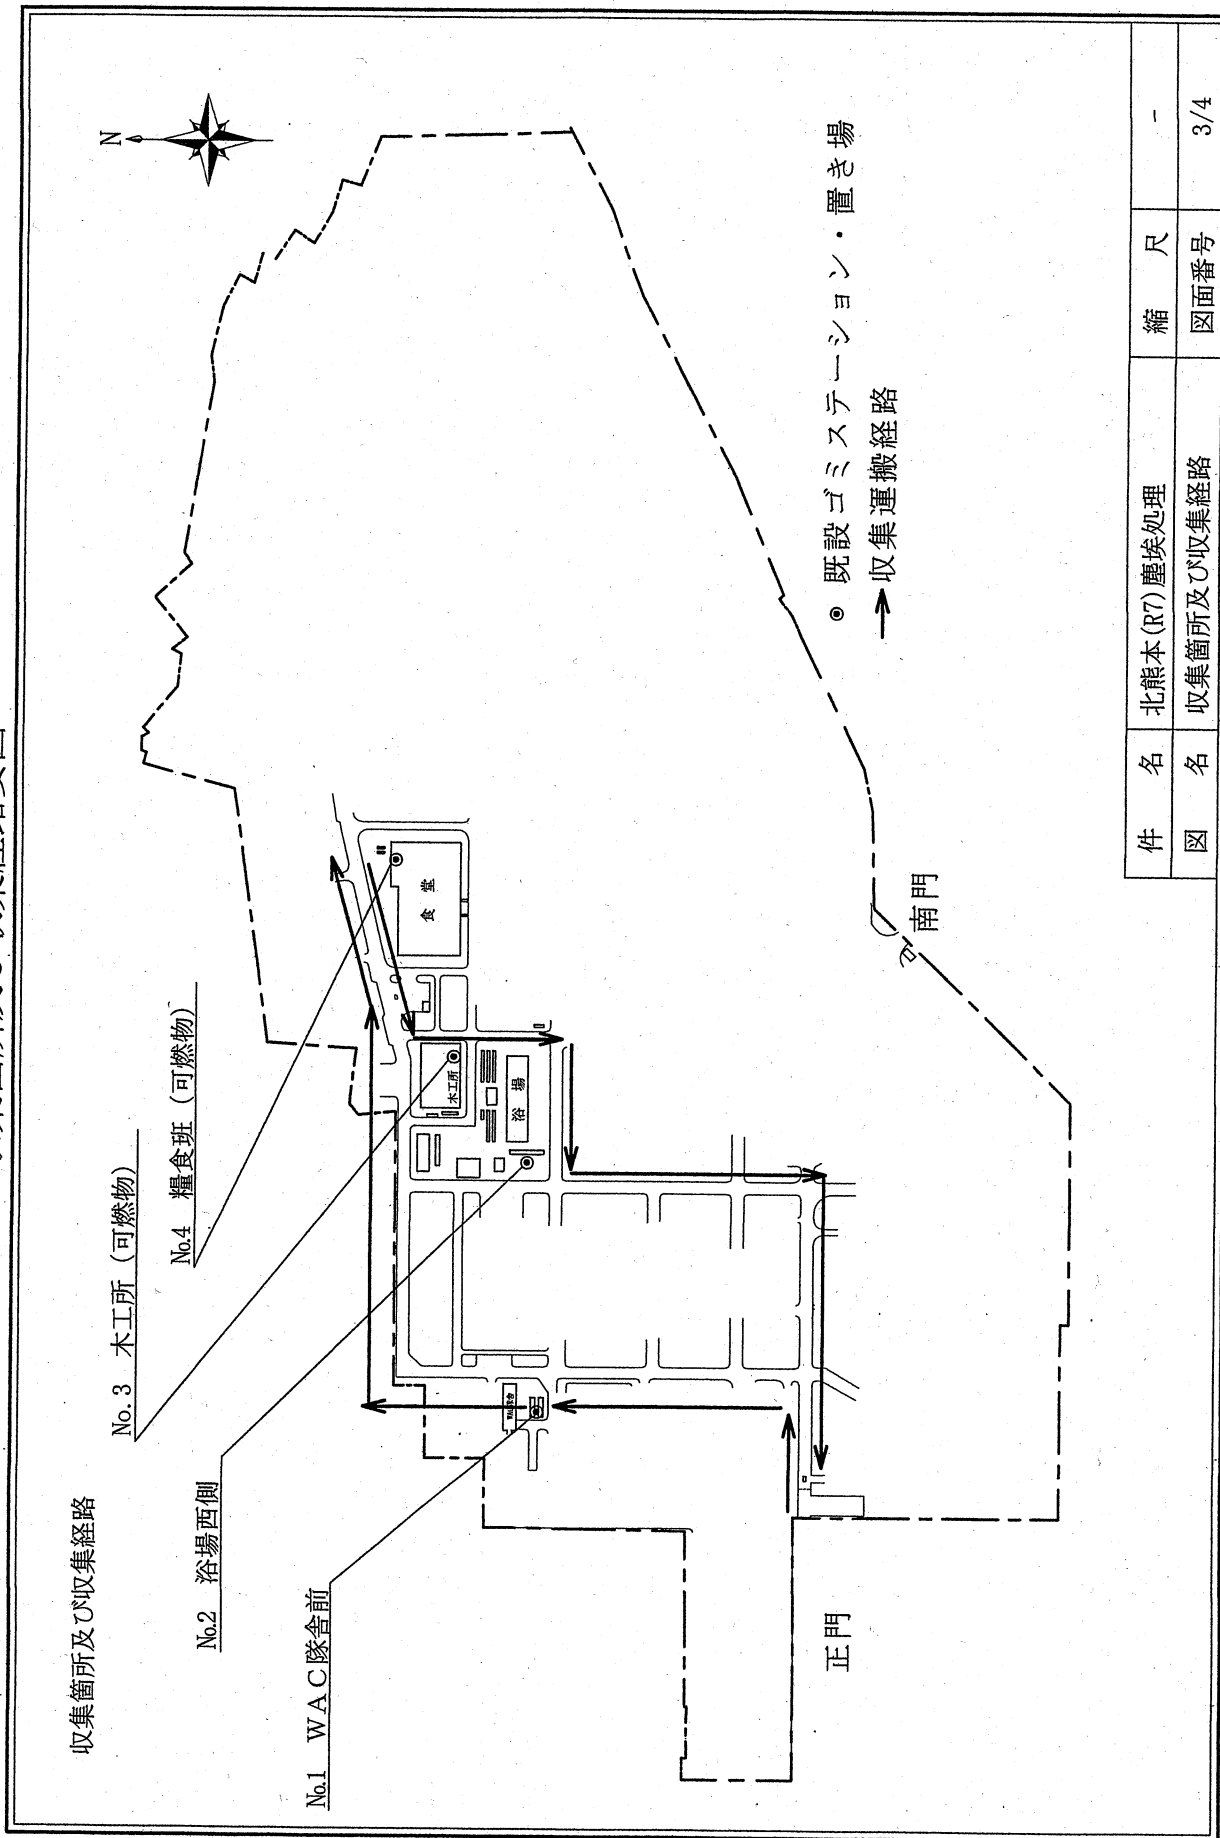 収集箇所及び収集経路
No.1 WAC隊舎前
No.2 浴場西側
No.3 木工所(可燃物)
No.4 糧食班(可燃物)
N
食堂
木工所
浴場
正門
南門
◉ 既設ゴミステーション・置き場
→ 収集運搬経路
件名 北熊本(R7)塵埃処理 縮尺 -
図名 収集箇所及び収集経路 図面番号 3/4